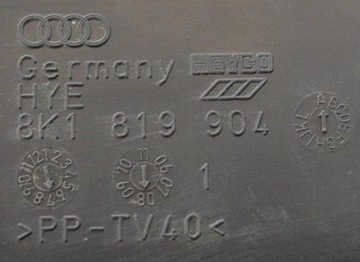 Germany HEYCO
HYE
8K1 819 904
1
>PP-TV40<